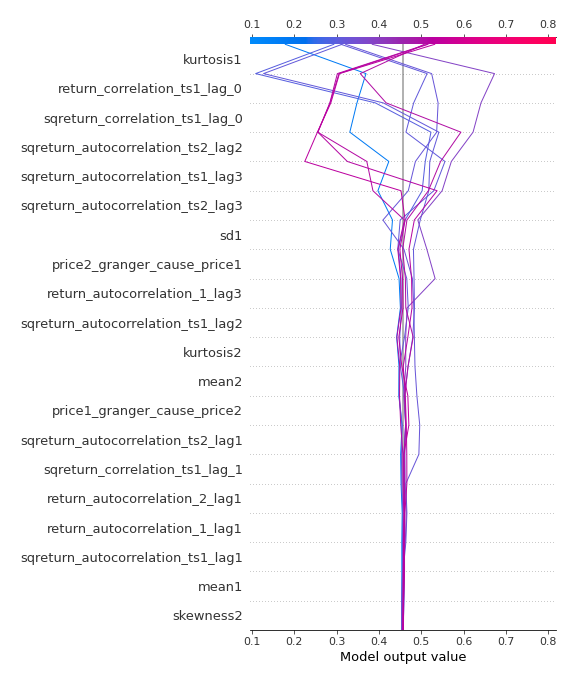 0.1 0.2 0.3 0.4 0.5 0.6 0.7 0.8
kurtosis1
return_correlation_ts1_lag_0
sqreturn_correlation_ts1_lag_0
sqreturn_autocorrelation_ts2_lag2
sqreturn_autocorrelation_ts1_lag3
sqreturn_autocorrelation_ts2_lag3
sd1
price2_granger_cause_price1
return_autocorrelation_1_lag3
sqreturn_autocorrelation_ts1_lag2
kurtosis2
mean2
price1_granger_cause_price2
sqreturn_autocorrelation_ts2_lag1
sqreturn_correlation_ts1_lag_1
return_autocorrelation_2_lag1
return_autocorrelation_1_lag1
sqreturn_autocorrelation_ts1_lag1
mean1
skewness2
0.1 0.2 0.3 0.4 0.5 0.6 0.7 0.8
Model output value